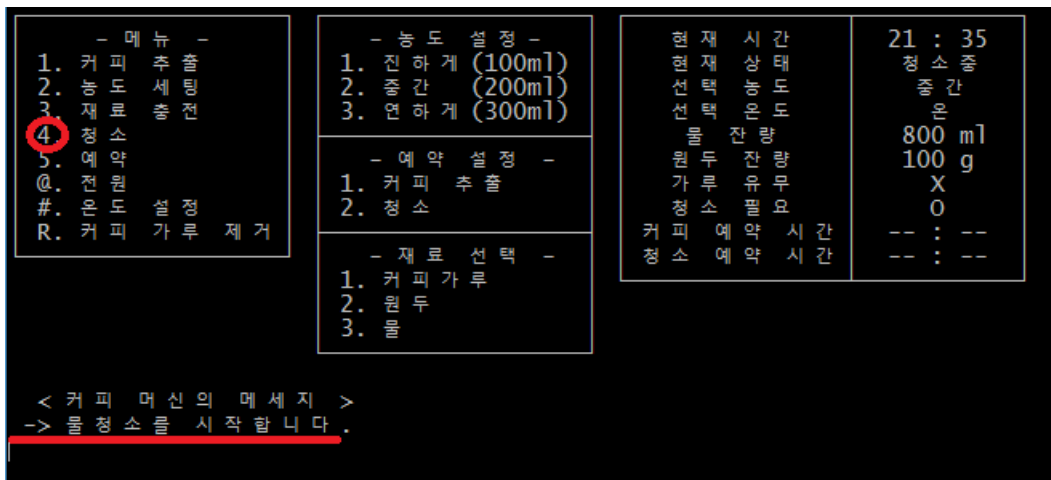 - 메뉴 -
1. 커피 추출
2. 농도 세팅
3. 재료 충전
4. 청소
5. 예약
@. 전원
#. 온도 설정
R. 커피 가루 제거
- 농도 설정 -
1. 진하게 (100ml)
2. 중간 (200ml)
3. 연하게 (300ml)
- 예약 설정 -
1. 커피 추출
2. 청소
- 재료 선택 -
1. 커피가루
2. 원두
3. 물
현재 시간 21 : 35
현재 상태 청소중
선택 농도 중간
선택 온도 온
물 잔량 800 ml
원두 잔량 100 g
가루 유무 X
청소 필요 O
커피 예약 시간 -- : --
청소 예약 시간 -- : --
< 커피 머신의 메세지 >
-> 물청소를 시작합니다.